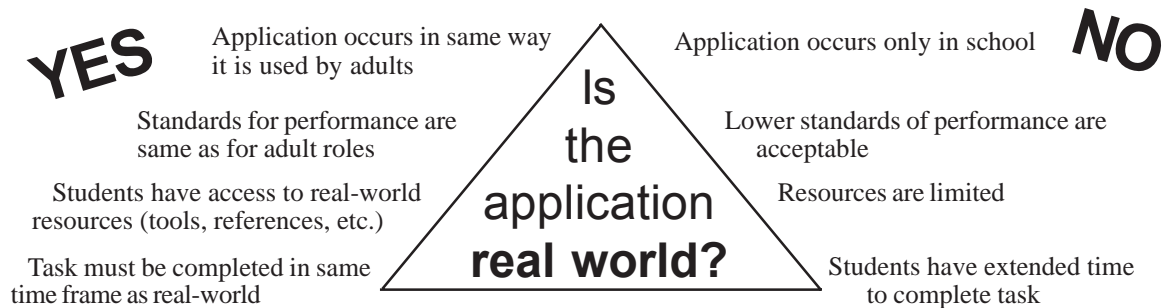 YES
Application occurs in same way
it is used by adults
Standards for performance are
same as for adult roles
Students have access to real-world
resources (tools, references, etc.)
Task must be completed in same
time frame as real-world
Is
the
application
real world?
NO
Application occurs only in school
Lower standards of performance are
acceptable
Resources are limited
Students have extended time
to complete task